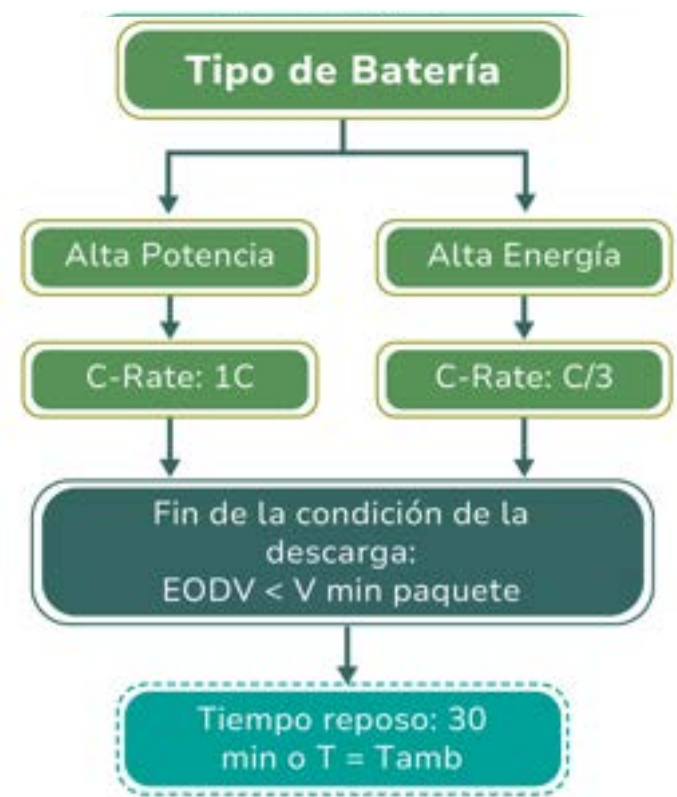 Tipo de Batería
Alta Potencia
Alta Energía
C-Rate: 1C
C-Rate: C/3
Fin de la condición de la
descarga:
EODV < V min paquete
Tiempo reposo: 30
min o T = Tamb